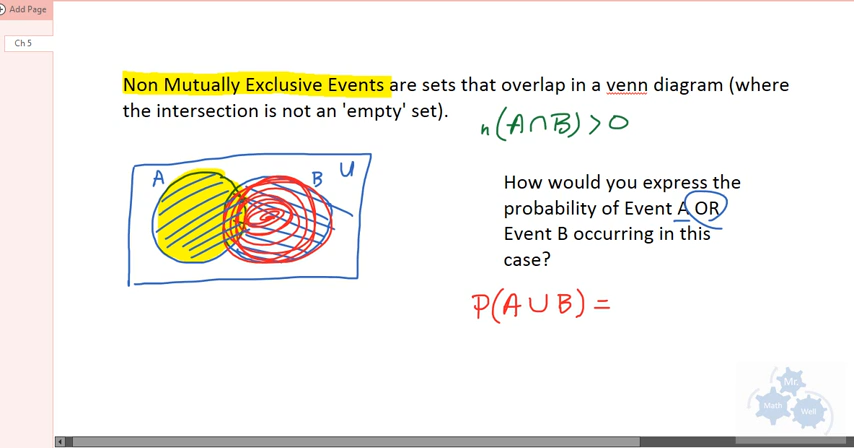 Add Page
Ch 5
Non Mutually Exclusive Events are sets that overlap in a venn diagram (where
the intersection is not an 'empty' set).
n(A∩B)>0
A
B
U
How would you express the
probability of Event A OR
Event B occurring in this
case?
P(A∪B)=
Mr.
Math
Well